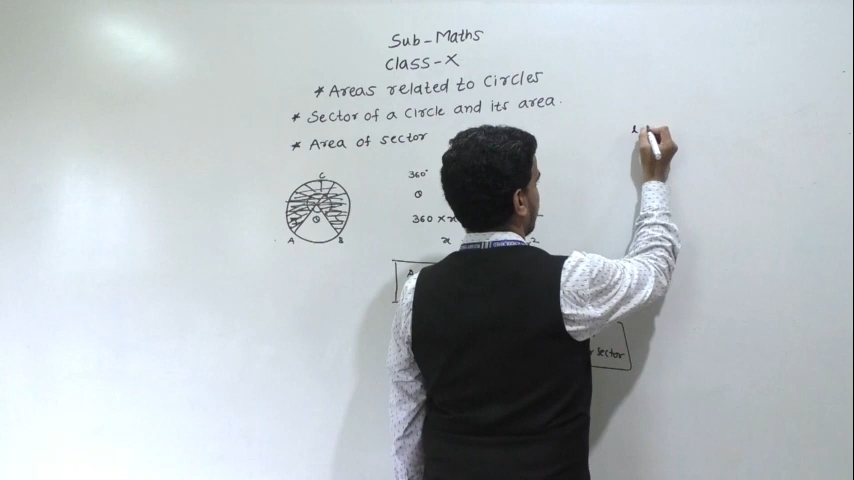 Sub-Maths
Class-X
* Areas related to Circles
* Sector of a Circle and its area.
* Area of sector
C
360°
θ
θ
360 × x
A
B
x
2
A
sector